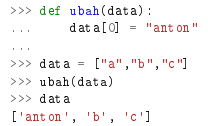 >>> def ubah(data):
...     data[0] = "anton"
...
>>> data = ["a","b","c"]
>>> ubah(data)
>>> data
['anton', 'b', 'c']